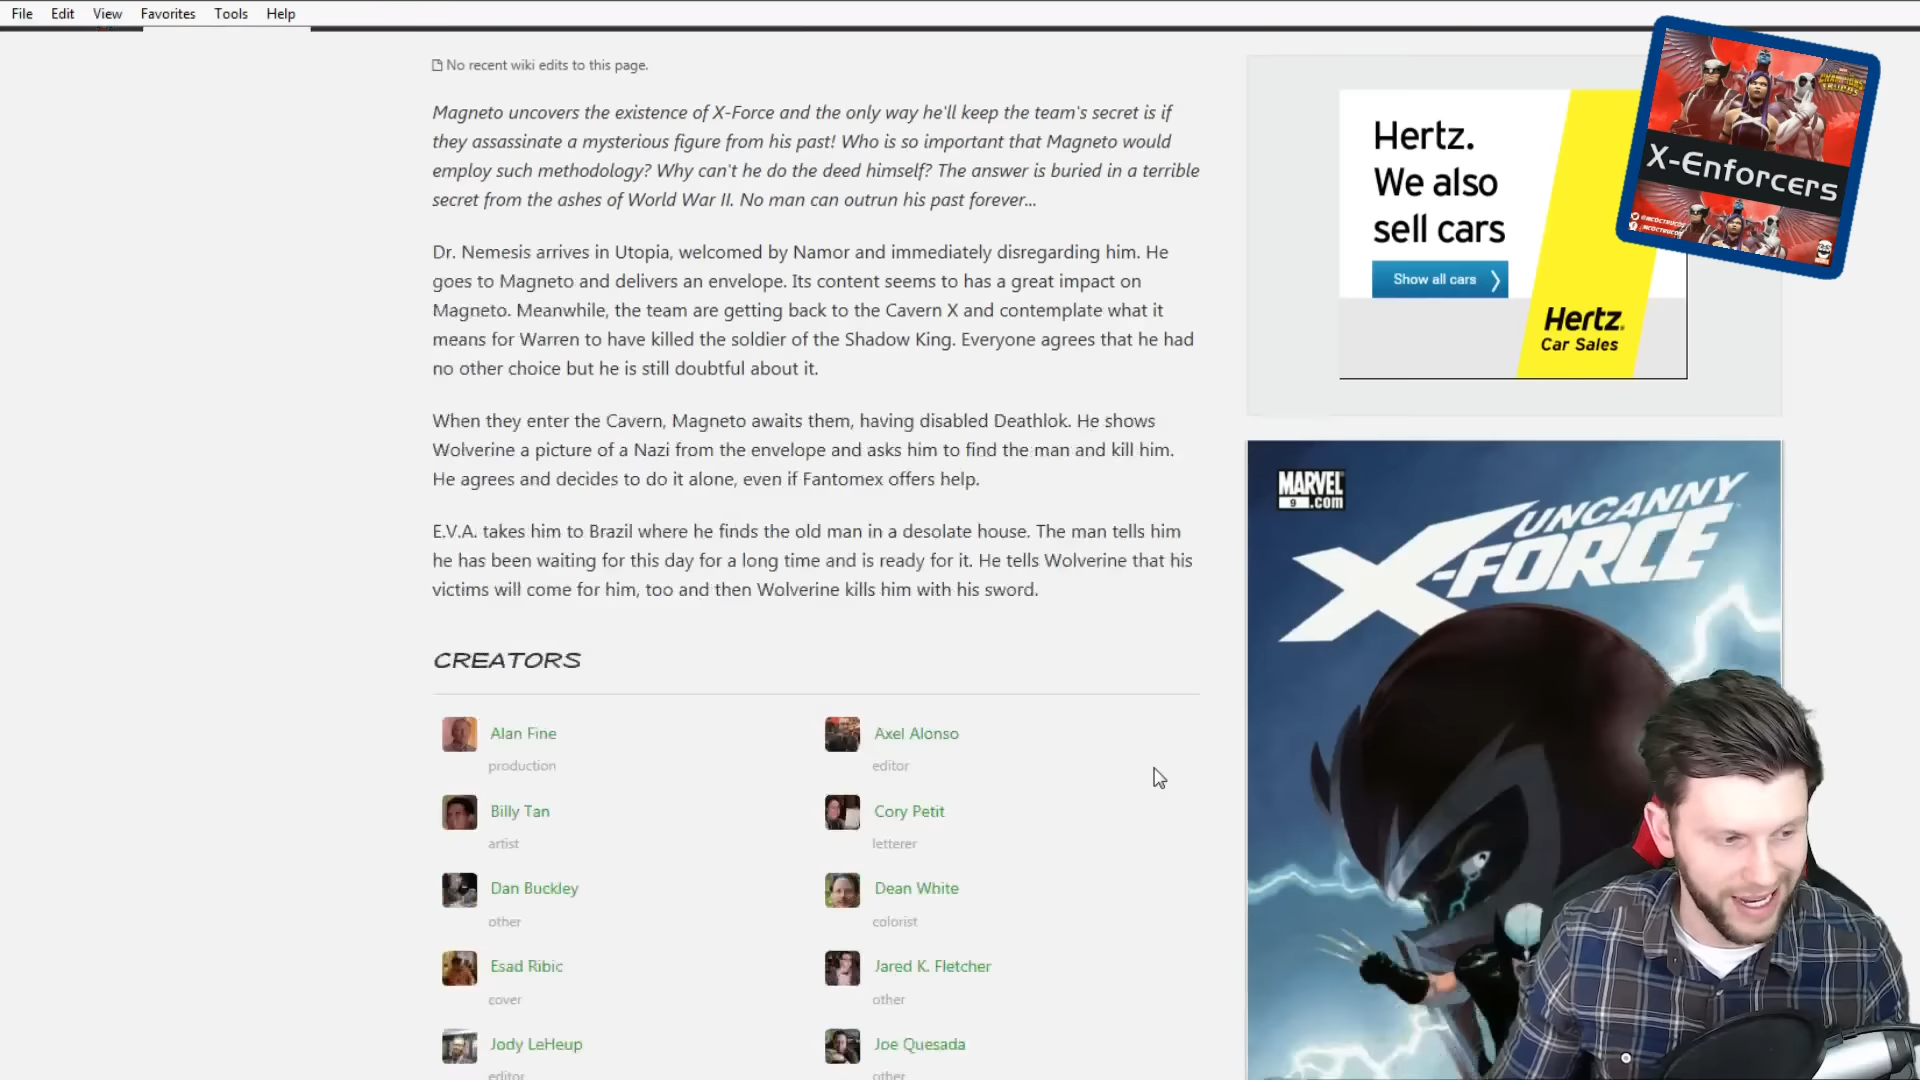 File Edit View Favorites Tools Help
No recent wiki edits to this page.
Magneto uncovers the existence of X-Force and the only way he'll keep the team's secret is if
they assassinate a mysterious figure from his past! Who is so important that Magneto would
employ such methodology? Why can't he do the deed himself? The answer is buried in a terrible
secret from the ashes of World War II. No man can outrun his past forever...
Dr. Nemesis arrives in Utopia, welcomed by Namor and immediately disregarding him. He
goes to Magneto and delivers an envelope. Its content seems to has a great impact on
Magneto. Meanwhile, the team are getting back to the Cavern X and contemplate what it
means for Warren to have killed the soldier of the Shadow King. Everyone agrees that he had
no other choice but he is still doubtful about it.
When they enter the Cavern, Magneto awaits them, having disabled Deathlok. He shows
Wolverine a picture of a Nazi from the envelope and asks him to find the man and kill him.
He agrees and decides to do it alone, even if Fantomex offers help.
E.V.A. takes him to Brazil where he finds the old man in a desolate house. The man tells him
he has been waiting for this day for a long time and is ready for it. He tells Wolverine that his
victims will come for him, too and then Wolverine kills him with his sword.
CREATORS
Alan Fine
production
Axel Alonso
editor
Billy Tan
artist
Cory Petit
letterer
Dan Buckley
other
Dean White
colorist
Esad Ribic
cover
Jared K. Fletcher
other
Jody LeHeup
editor
Joe Quesada
other
Hertz.
We also
sell cars
Show all cars
Hertz
Car Sales
X-Enforcers
@MCOCTRUCOS
MARVEL
9 .com
UNCANNY
X-FORCE